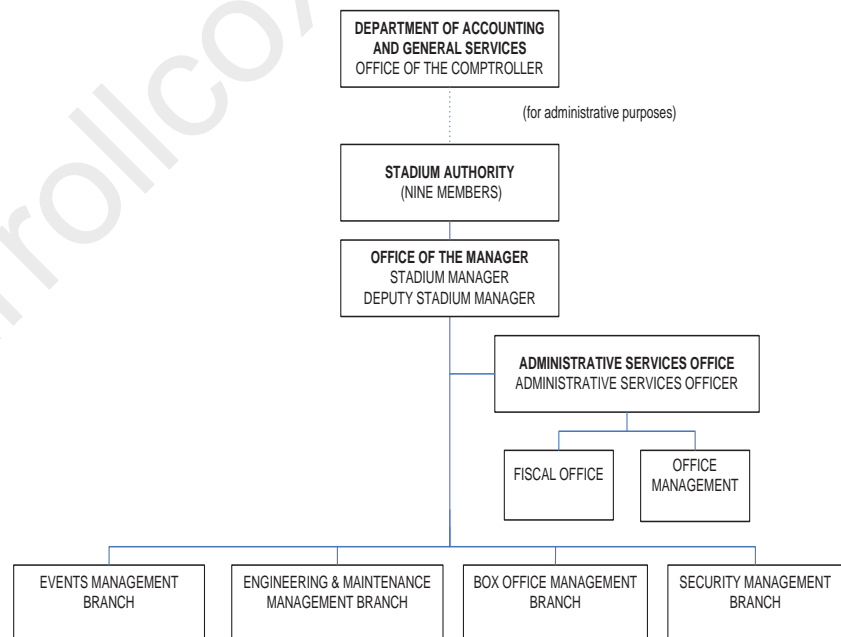 DEPARTMENT OF ACCOUNTING
AND GENERAL SERVICES
OFFICE OF THE COMPTROLLER
(for administrative purposes)
STADIUM AUTHORITY
(NINE MEMBERS)
OFFICE OF THE MANAGER
STADIUM MANAGER
DEPUTY STADIUM MANAGER
ADMINISTRATIVE SERVICES OFFICE
ADMINISTRATIVE SERVICES OFFICER
FISCAL OFFICE
OFFICE
MANAGEMENT
EVENTS MANAGEMENT
BRANCH
ENGINEERING & MAINTENANCE
MANAGEMENT BRANCH
BOX OFFICE MANAGEMENT
BRANCH
SECURITY MANAGEMENT
BRANCH